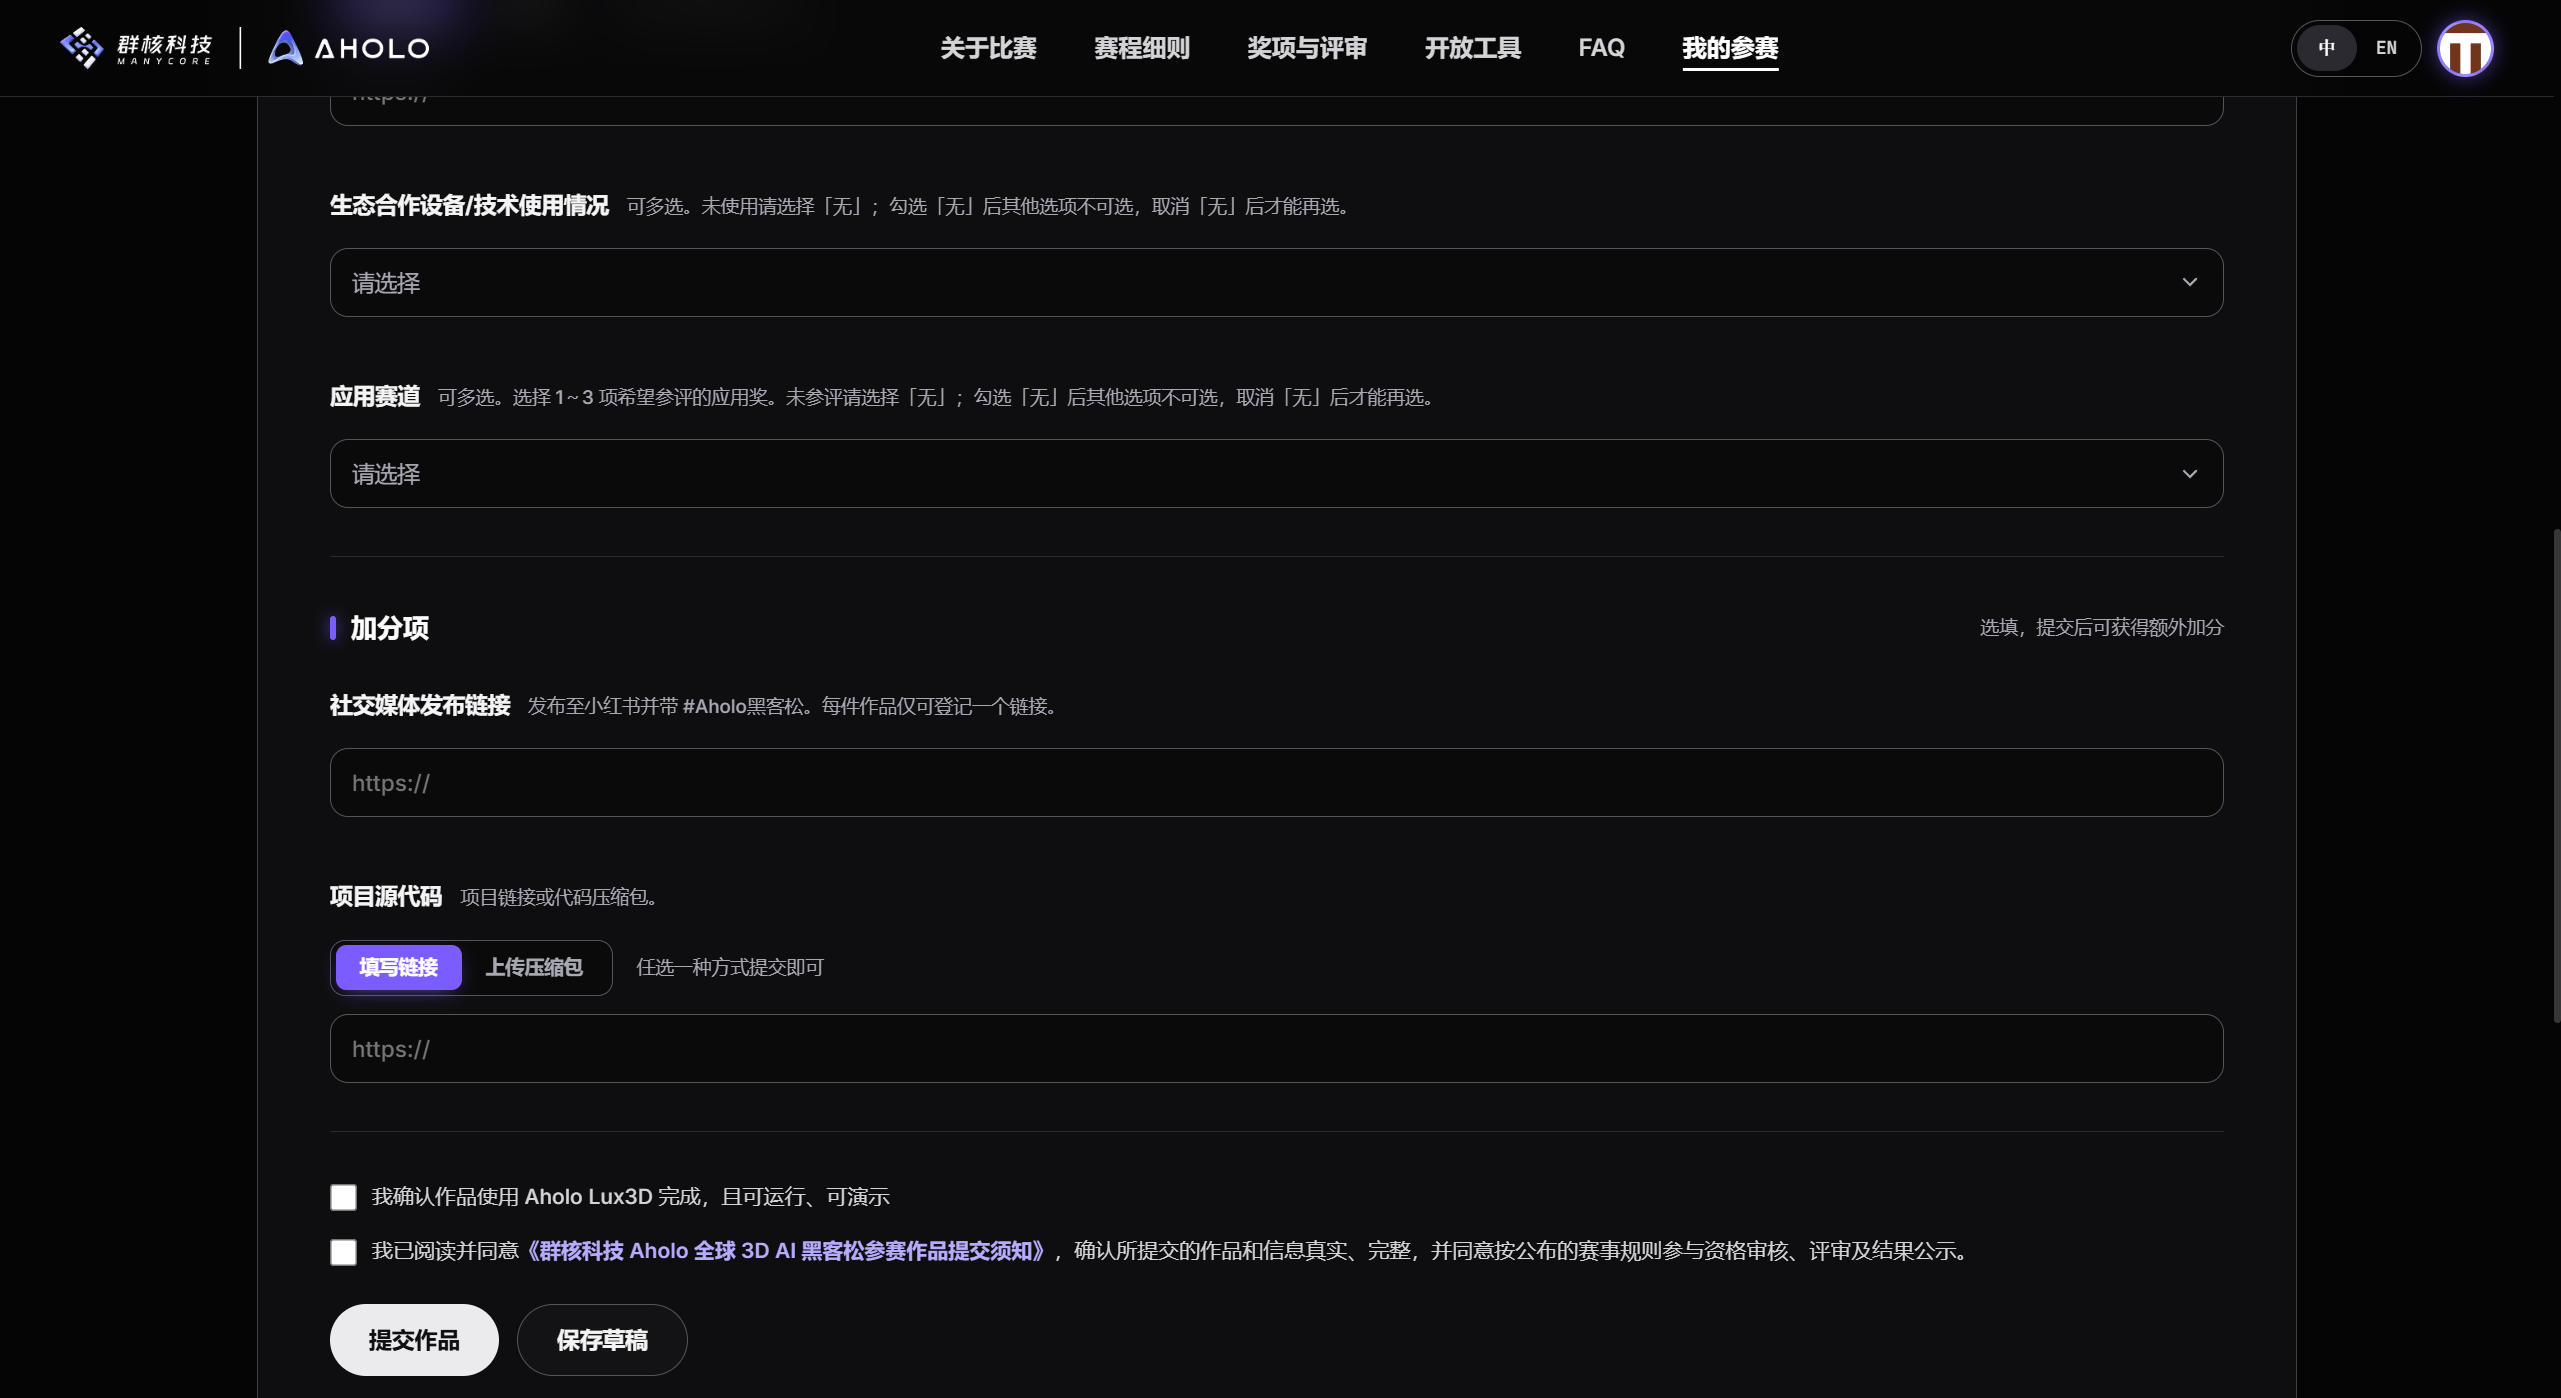 群核科技
MANYCORE
AHOLO
关于比赛
赛程细则
奖项与评审
开放工具
FAQ
我的参赛
中
EN
https://
生态合作设备/技术使用情况 可多选。未使用请选择「无」；勾选「无」后其他选项不可选，取消「无」后才能再选。
请选择
应用赛道 可多选。选择 1~3 项希望参评的应用奖。未参评请选择「无」；勾选「无」后其他选项不可选，取消「无」后才能再选。
请选择
加分项
选填，提交后可获得额外加分
社交媒体发布链接 发布至小红书并带 #Aholo黑客松。每件作品仅可登记一个链接。
https://
项目源代码 项目链接或代码压缩包。
填写链接 上传压缩包 任选一种方式提交即可
https://
我确认作品使用 Aholo Lux3D 完成，且可运行、可演示
我已阅读并同意《群核科技 Aholo 全球 3D AI 黑客松参赛作品提交须知》，确认所提交的作品和信息真实、完整，并同意按公布的赛事规则参与资格审核、评审及结果公示。
提交作品
保存草稿